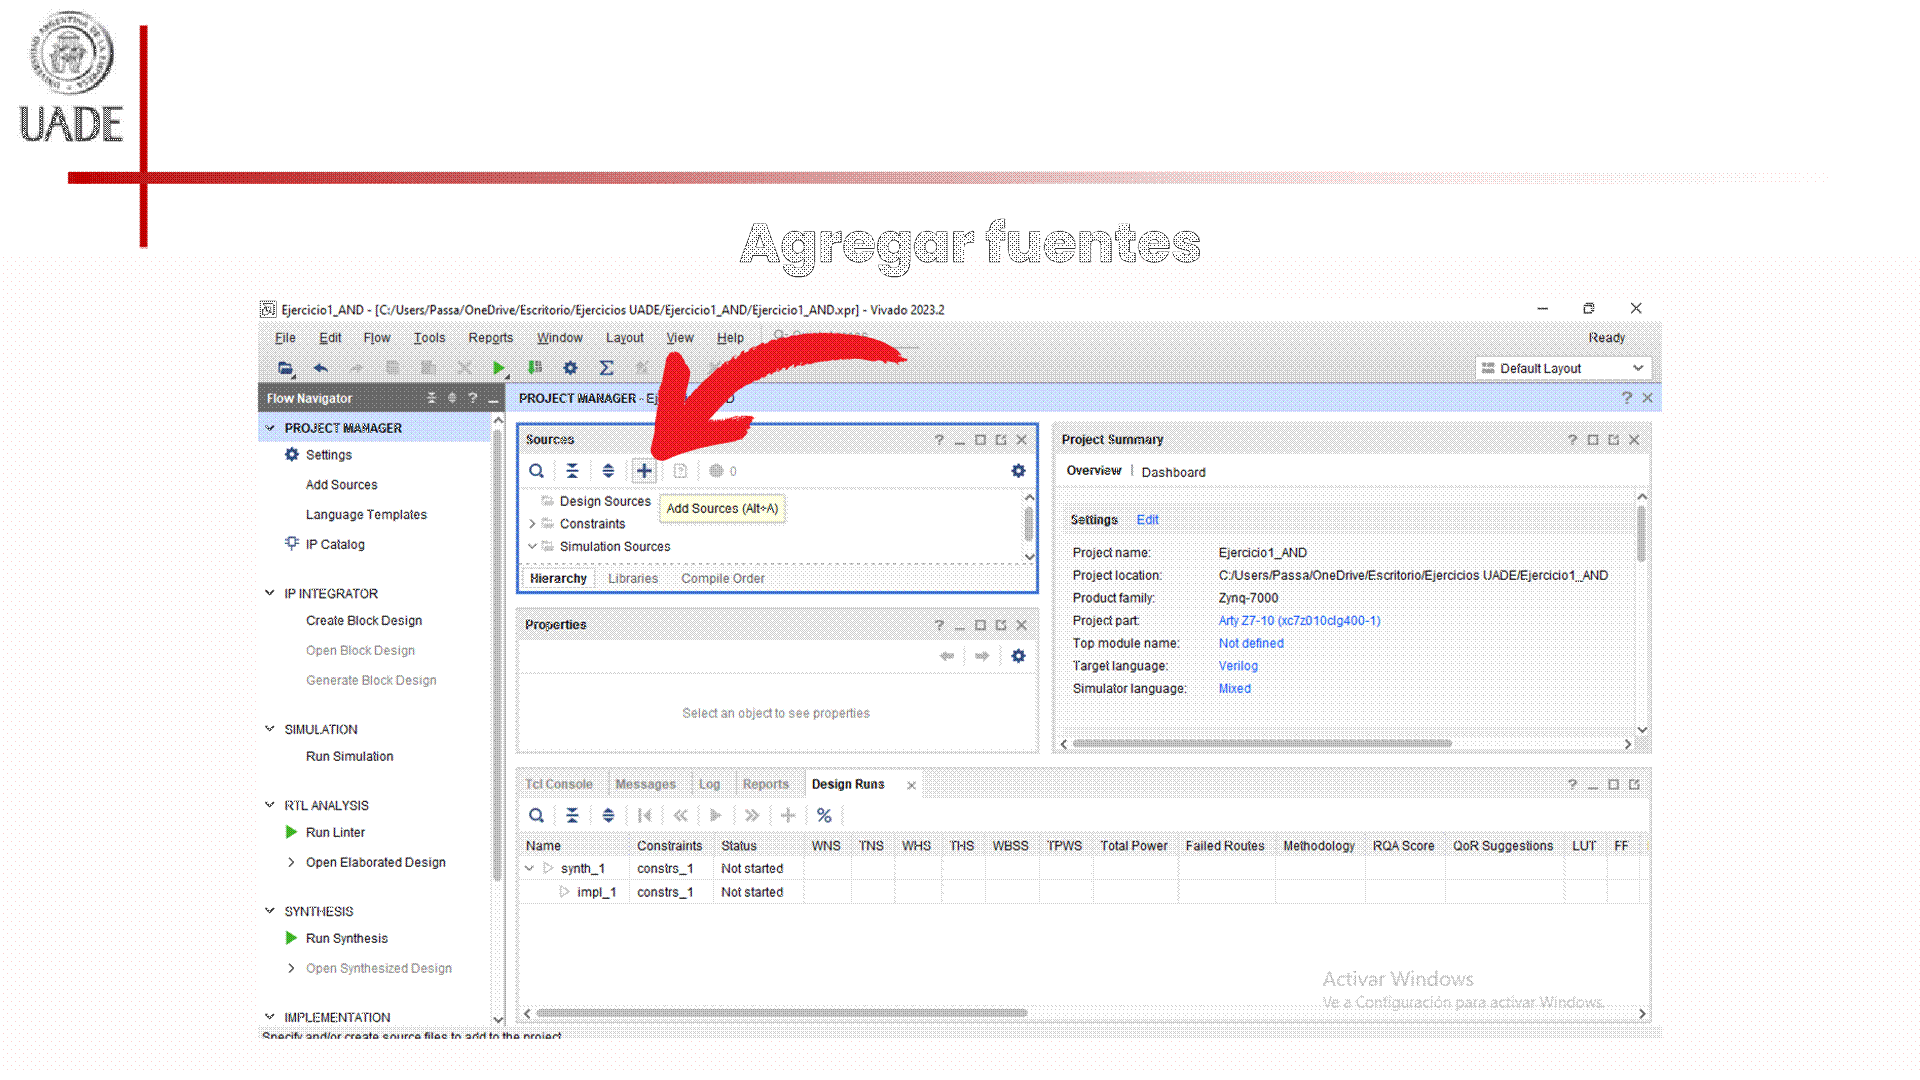 UADE
Agregar fuentes
Ejercicio1_AND - [C:/Users/Passa/OneDrive/Escritorio/Ejercicios UADE/Ejercicio1_AND/Ejercicio1_AND.xpr] - Vivado 2023.2
File Edit Flow Tools Reports Window Layout View Help
Ready
Default Layout
Flow Navigator
PROJECT MANAGER
Settings
Add Sources
Language Templates
IP Catalog
IP INTEGRATOR
Create Block Design
Open Block Design
Generate Block Design
SIMULATION
Run Simulation
RTL ANALYSIS
Run Linter
Open Elaborated Design
SYNTHESIS
Run Synthesis
Open Synthesized Design
IMPLEMENTATION
PROJECT MANAGER -
Sources
0
Design Sources
Add Sources (Alt+A)
Constraints
Simulation Sources
Hierarchy Libraries Compile Order
Properties
Select an object to see properties
Project Summary
Overview | Dashboard
Settings Edit
Project name: Ejercicio1_AND
Project location: C:/Users/Passa/OneDrive/Escritorio/Ejercicios UADE/Ejercicio1_AND
Product family: Zynq-7000
Project part: Arty Z7-10 (xc7z010clg400-1)
Top module name: Not defined
Target language: Verilog
Simulator language: Mixed
Tcl Console Messages Log Reports Design Runs
Name Constraints Status WNS TNS WHS THS WBSS TPWS Total Power Failed Routes Methodology RQA Score QoR Suggestions LUT FF
synth_1 constrs_1 Not started
impl_1 constrs_1 Not started
Activar Windows
Ve a Configuración para activar Windows.
Specify and/or create source files to add to the project